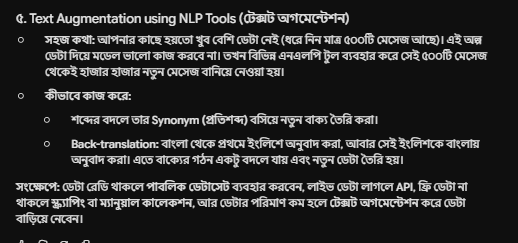 ৫. Text Augmentation using NLP Tools (টেক্সট অগমেন্টেশন)
সহজ কথা: আপনার কাছে হয়তো খুব বেশি ডেটা নেই (ধরে নিন মাত্র ৫০০টি মেসেজ আছে)। এই অল্প
ডেটা দিয়ে মডেল ভালো কাজ করবে না। তখন বিভিন্ন এনএলপি টুল ব্যবহার করে সেই ৫০০টি মেসেজ
থেকেই হাজার হাজার নতুন মেসেজ বানিয়ে নেওয়া হয়।
কীভাবে কাজ করে:
শব্দের বদলে তার Synonym (প্রতিশব্দ) বসিয়ে নতুন বাক্য তৈরি করা।
Back-translation: বাংলা থেকে প্রথমে ইংলিশে অনুবাদ করা, আবার সেই ইংলিশকে বাংলায়
অনুবাদ করা। এতে বাক্যের গঠন একটু বদলে যায় এবং নতুন ডেটা তৈরি হয়।
সংক্ষেপে: ডেটা রেডি থাকলে পাবলিক ডেটাসেট ব্যবহার করবেন, লাইভ ডেটা লাগলে API, ফ্রি ডেটা না
থাকলে স্ক্র্যাপিং বা ম্যানুয়াল কালেকশন, আর ডেটার পরিমাণ কম হলে টেক্সট অগমেন্টেশন করে ডেটা
বাড়িয়ে নেবেন।